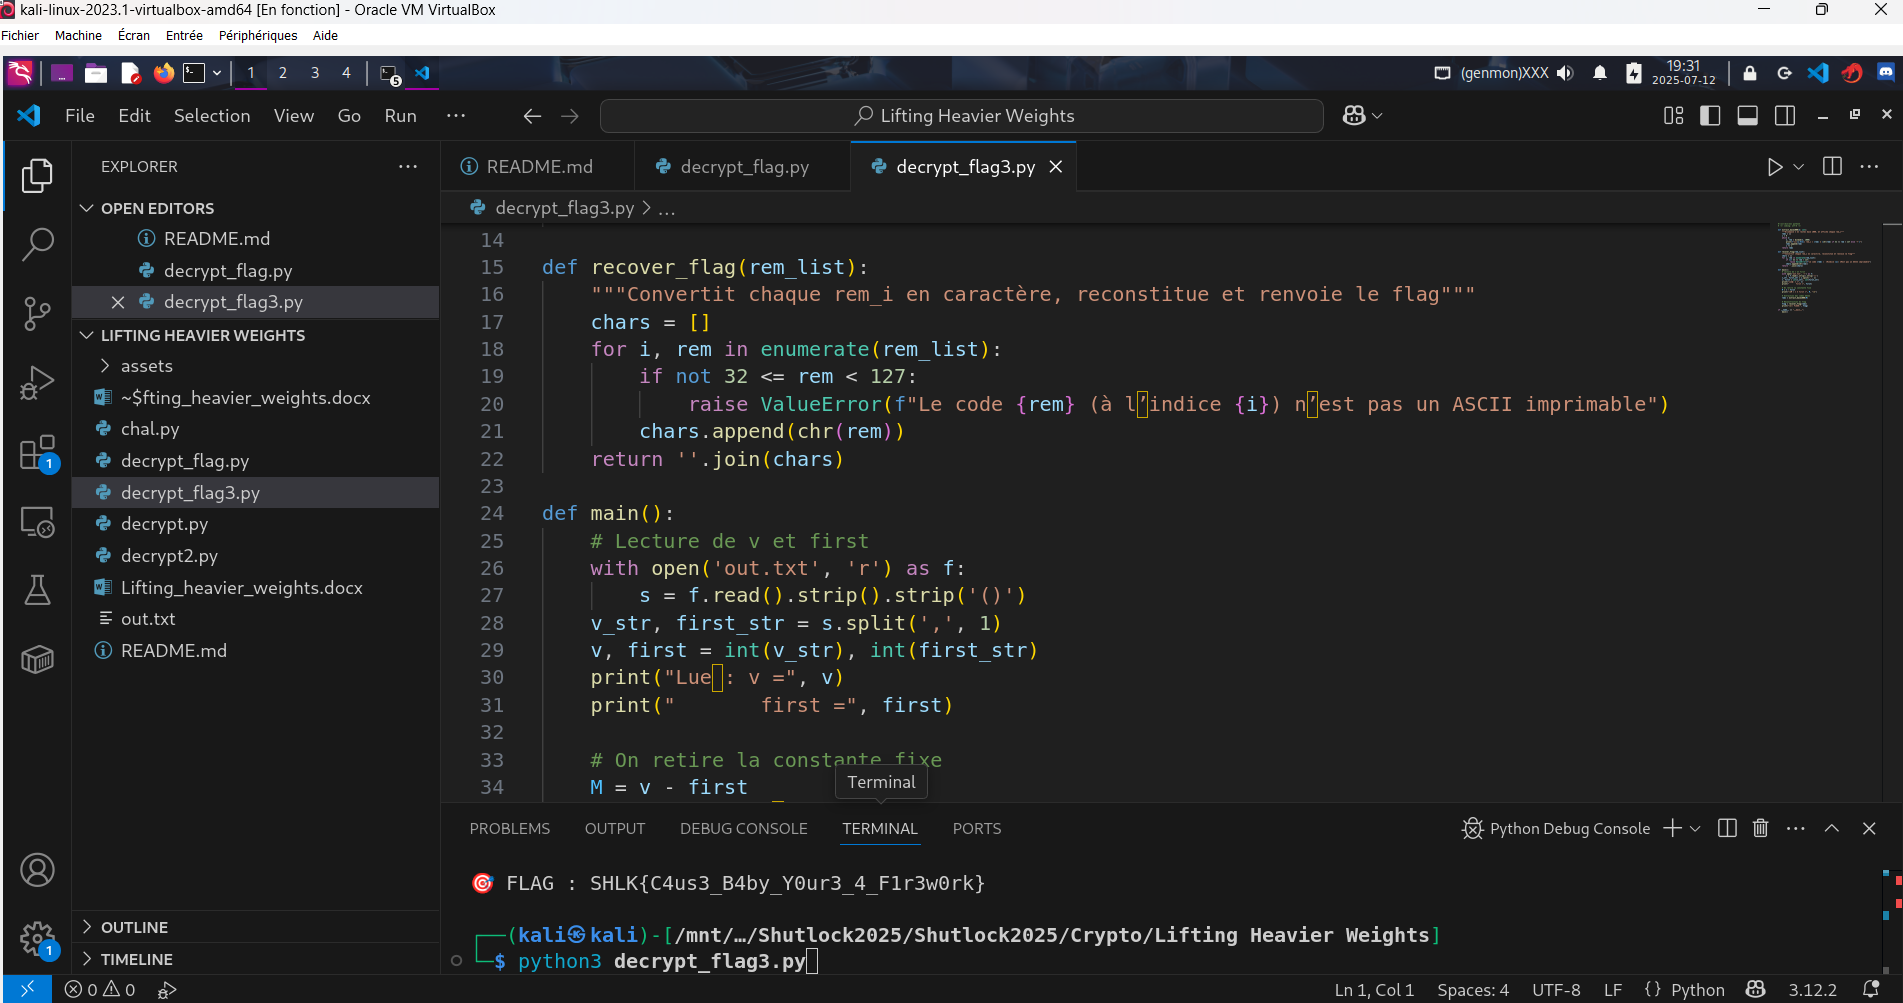 kali-linux-2023.1-virtualbox-amd64 [En fonction] - Oracle VM VirtualBox
Fichier Machine Écran Entrée Périphériques Aide
1 2 3 4 5 (genmon)XXX 19:31
2025-07-12
File Edit Selection View Go Run ··· Lifting Heavier Weights
EXPLORER
README.md decrypt_flag.py decrypt_flag3.py
OPEN EDITORS
README.md
decrypt_flag.py
decrypt_flag3.py
LIFTING HEAVIER WEIGHTS
assets
~$fting_heavier_weights.docx
chal.py
decrypt_flag.py
decrypt_flag3.py
decrypt.py
decrypt2.py
Lifting_heavier_weights.docx
out.txt
README.md
OUTLINE
TIMELINE
1
1
decrypt_flag3.py > ...
14
15 def recover_flag(rem_list):
16 """Convertit chaque rem_i en caractère, reconstitue et renvoie le flag"""
17 chars = []
18 for i, rem in enumerate(rem_list):
19 if not 32 <= rem < 127:
20 raise ValueError(f"Le code {rem} (à l’indice {i}) n’est pas un ASCII imprimable")
21 chars.append(chr(rem))
22 return ''.join(chars)
23
24 def main():
25 # Lecture de v et first
26 with open('out.txt', 'r') as f:
27 s = f.read().strip().strip('()')
28 v_str, first_str = s.split(',', 1)
29 v, first = int(v_str), int(first_str)
30 print("Lue : v =", v)
31 print("       first =", first)
32
33 # On retire la constante fixe
34 M = v - first
Terminal
PROBLEMS OUTPUT DEBUG CONSOLE TERMINAL PORTS Python Debug Console
🎯 FLAG : SHLK{C4us3_B4by_Y0ur3_4_F1r3w0rk}
┌──(kali㉿kali)-[/mnt/…/Shutlock2025/Shutlock2025/Crypto/Lifting Heavier Weights]
└─$ python3 decrypt_flag3.py
0 0 Ln 1, Col 1 Spaces: 4 UTF-8 LF {} Python 3.12.2